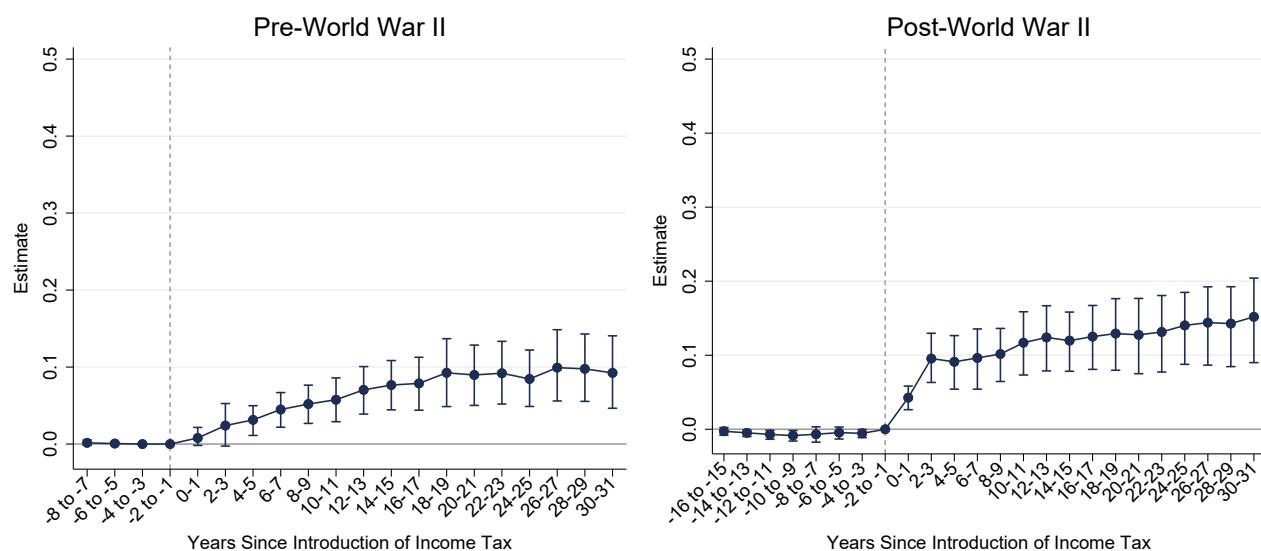 Pre-World War II
Estimate
0.5
0.4
0.3
0.2
0.1
0.0
-8 to -7
-6 to -5
-4 to -3
-2 to -1
0-1
2-3
4-5
6-7
8-9
10-11
12-13
14-15
16-17
18-19
20-21
22-23
24-25
26-27
28-29
30-31
Years Since Introduction of Income Tax
Post-World War II
Estimate
0.5
0.4
0.3
0.2
0.1
0.0
-16 to -15
-14 to -13
-12 to -11
-10 to -9
-8 to -7
-6 to -5
-4 to -3
-2 to -1
0-1
2-3
4-5
6-7
8-9
10-11
12-13
14-15
16-17
18-19
20-21
22-23
24-25
26-27
28-29
30-31
Years Since Introduction of Income Tax